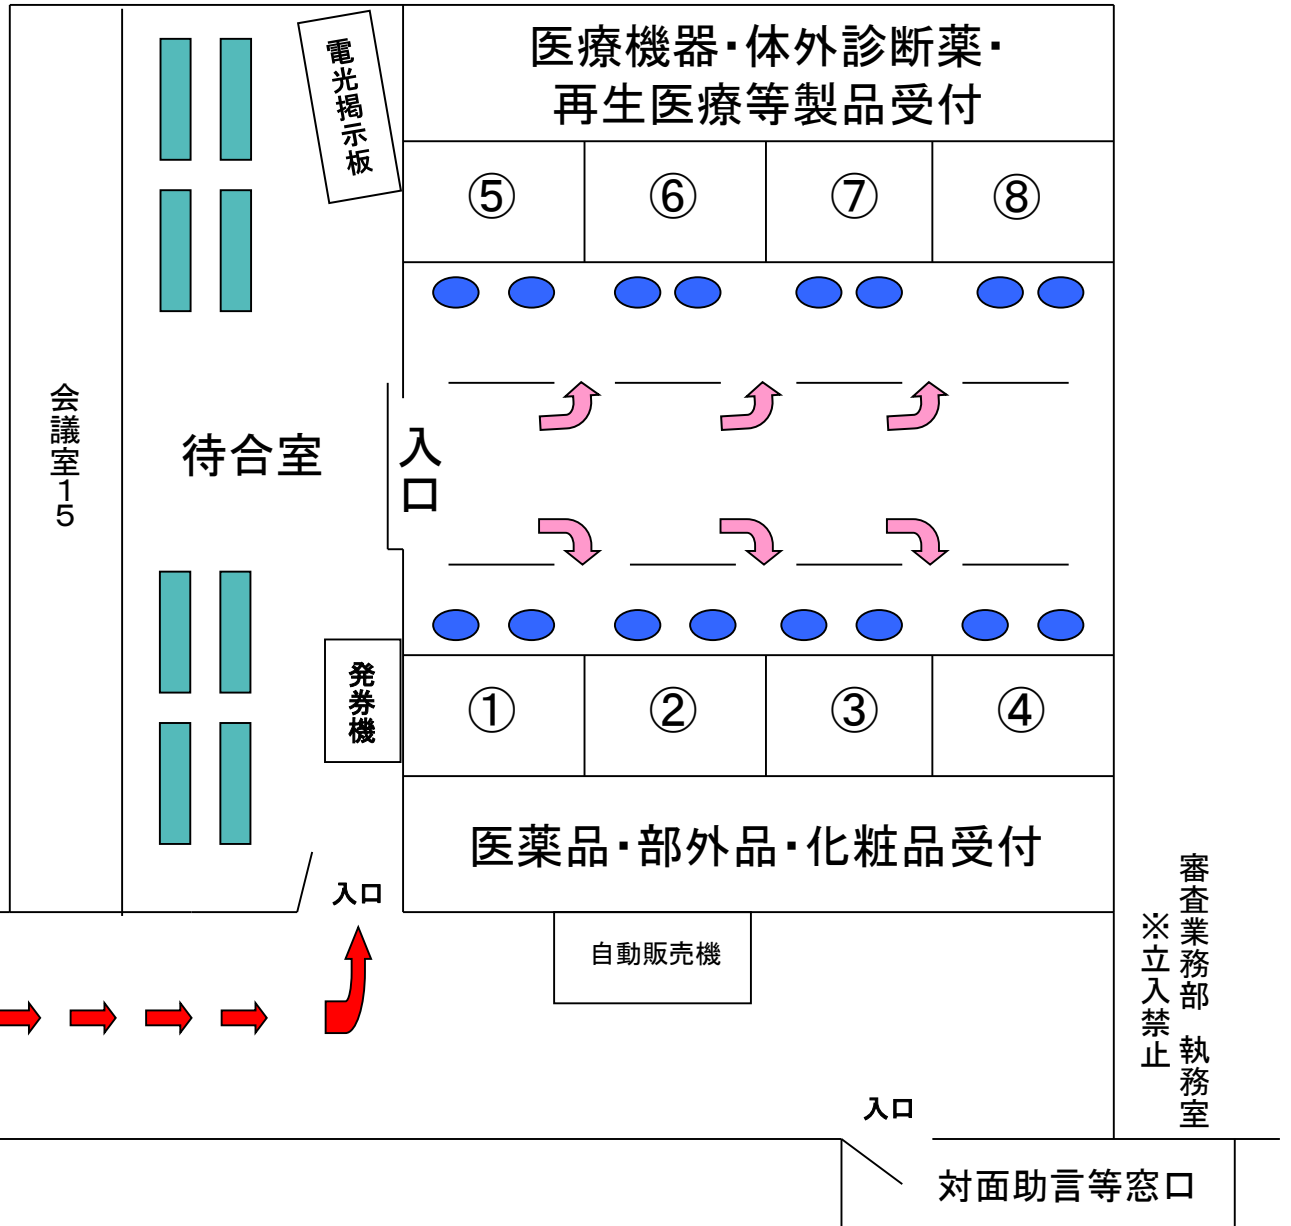 医療機器・体外診断薬・
再生医療等製品受付
電光掲示板
⑤
⑥
⑦
⑧
会議室15
待合室
入口
発券機
①
②
③
④
医薬品・部外品・化粧品受付
入口
自動販売機
審査業務部 執務室
※立入禁止
入口
対面助言等窓口